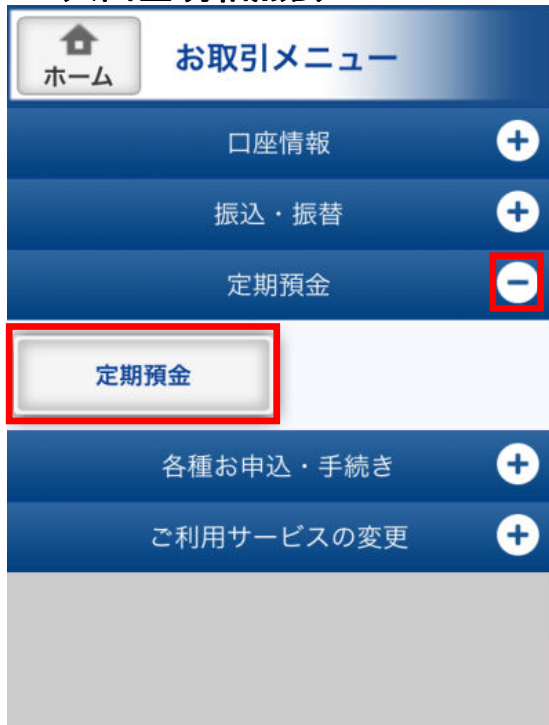 ホーム
お取引メニュー
口座情報
振込・振替
定期預金
定期預金
各種お申込・手続き
ご利用サービスの変更